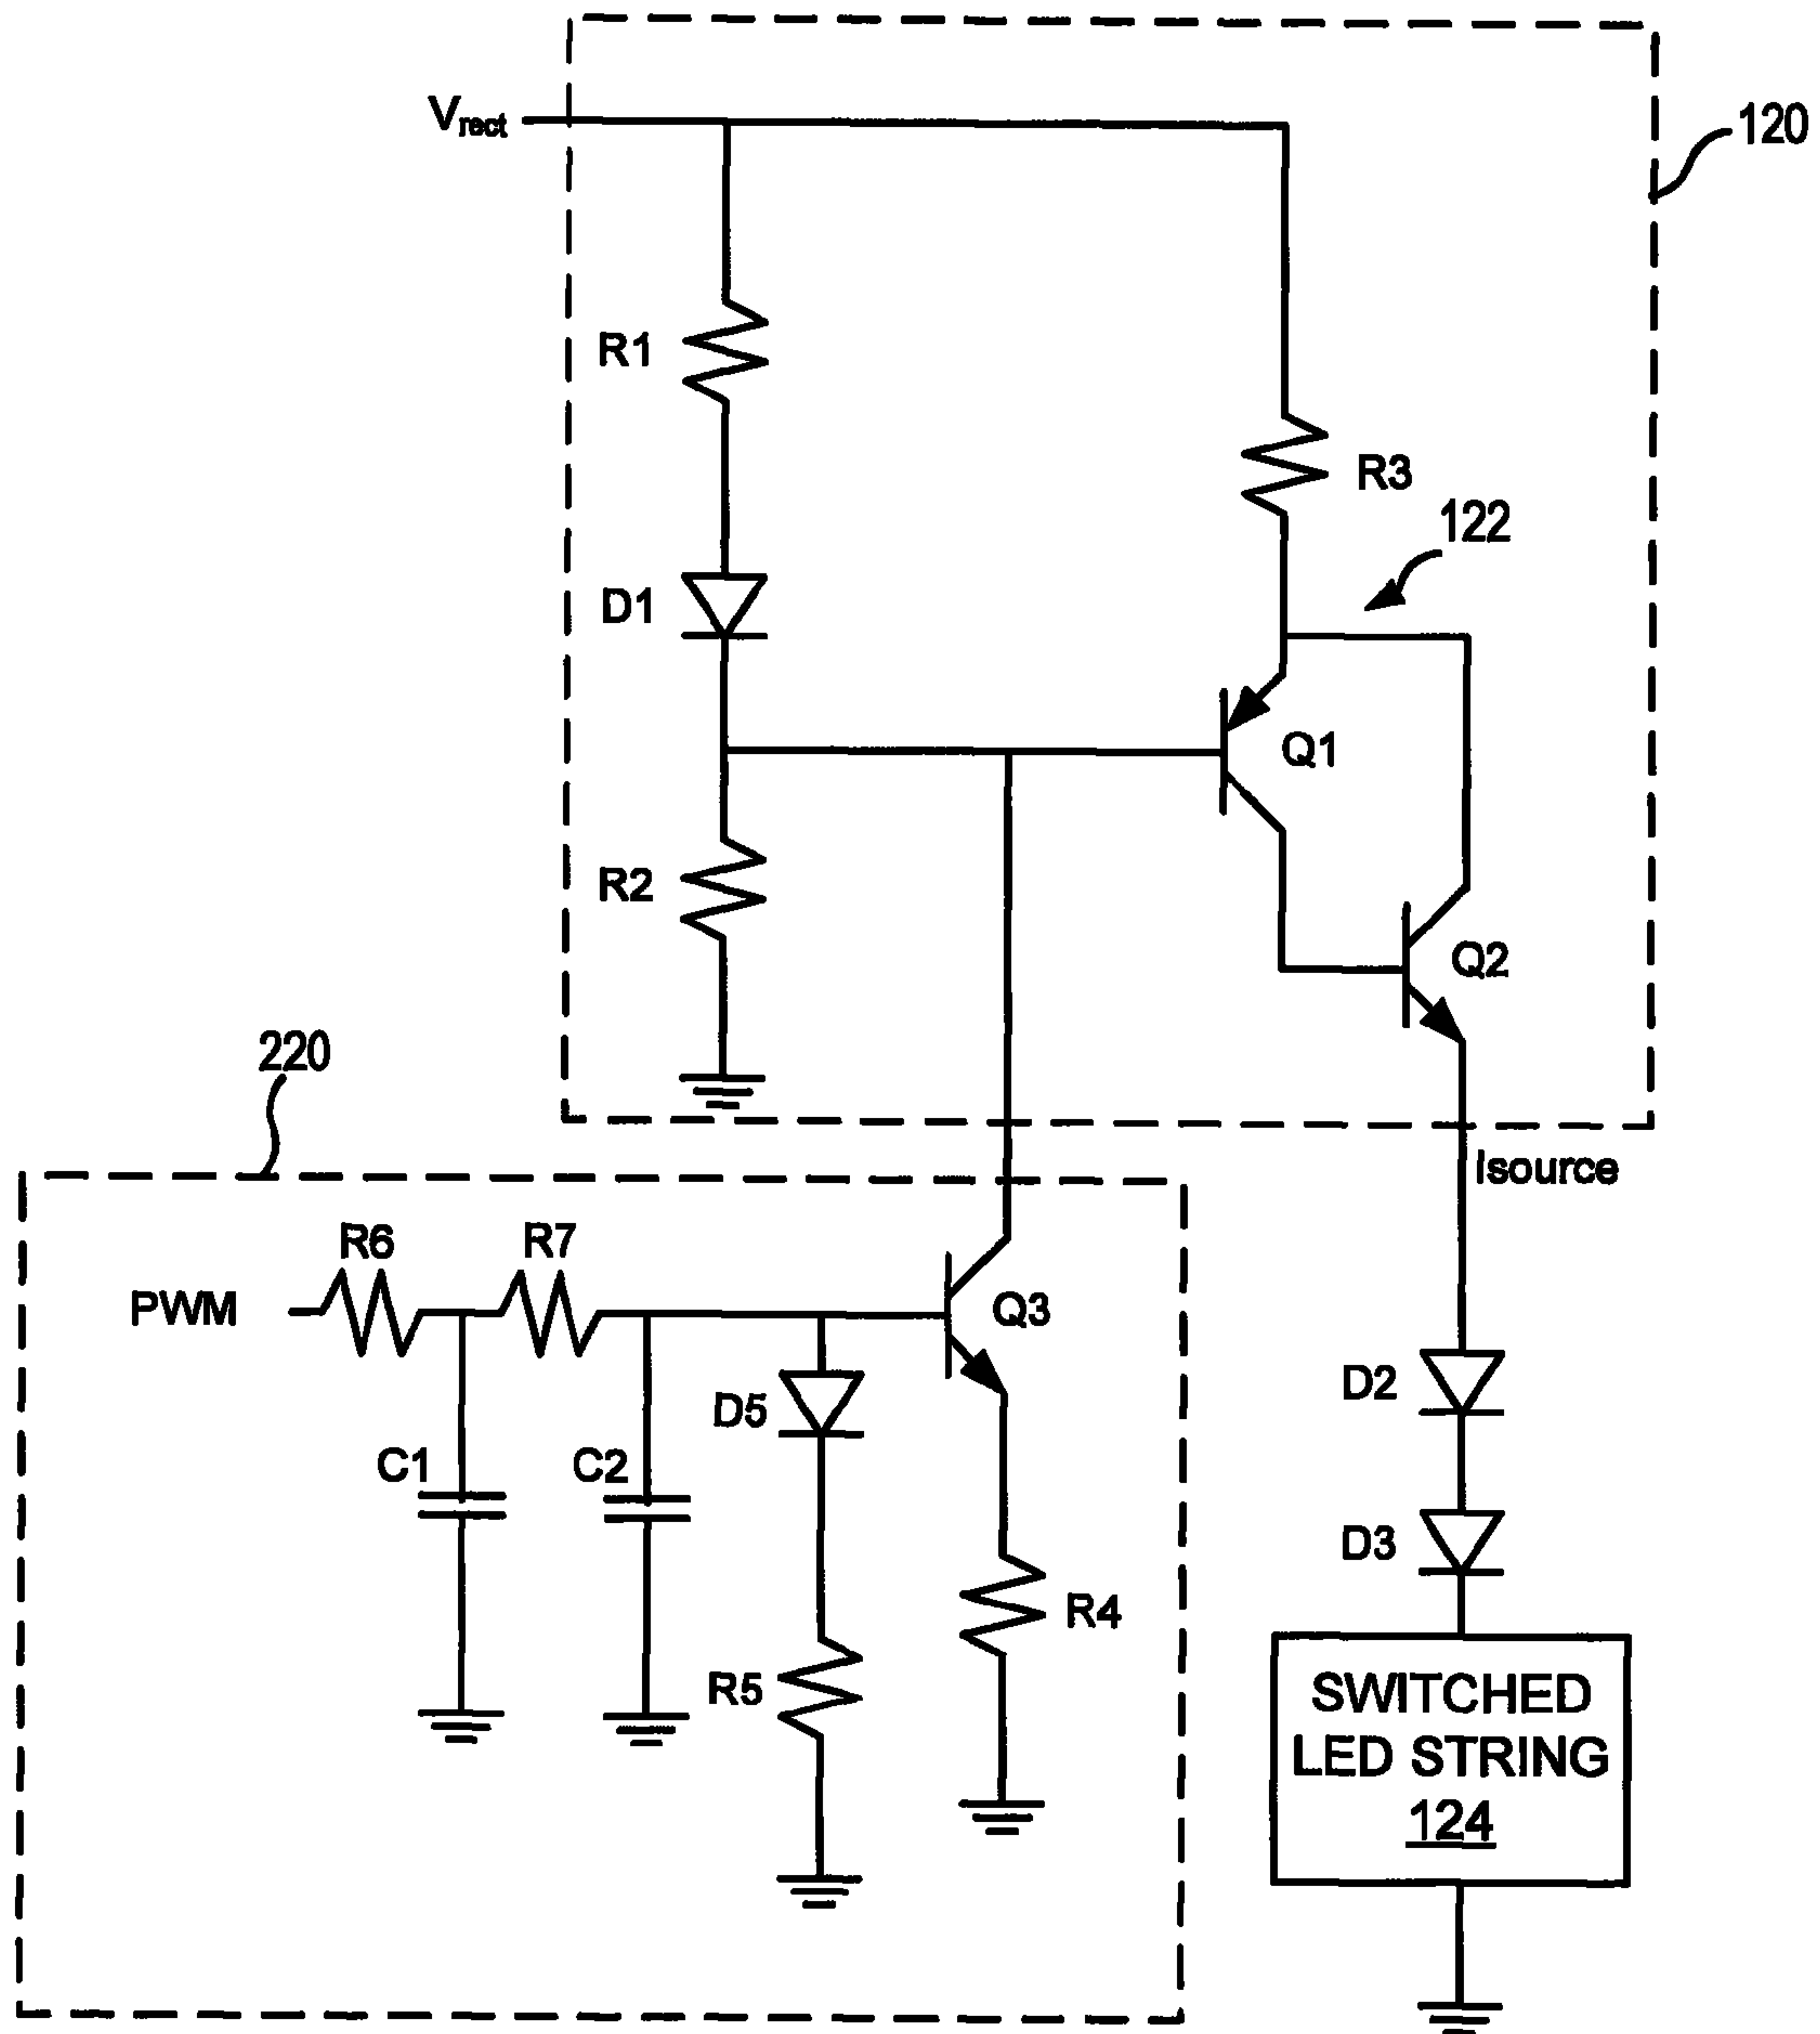 Vrect
120
R1
R3
122
D1
Q1
R2
Q2
220
Isource
R6
R7
PWM
Q3
D5
D2
C1
C2
D3
R4
R5
SWITCHED
LED STRING
124